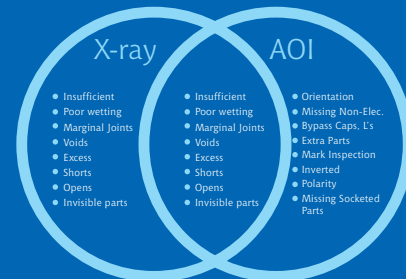 X-ray
AOI
Insufficient
Poor wetting
Marginal Joints
Voids
Excess
Shorts
Opens
Invisible parts
Insufficient
Poor wetting
Marginal Joints
Voids
Excess
Shorts
Opens
Invisible parts
Orientation
Missing Non-Elec.
Bypass Caps, L's
Extra Parts
Mark Inspection
Inverted
Polarity
Missing Socketed
Parts